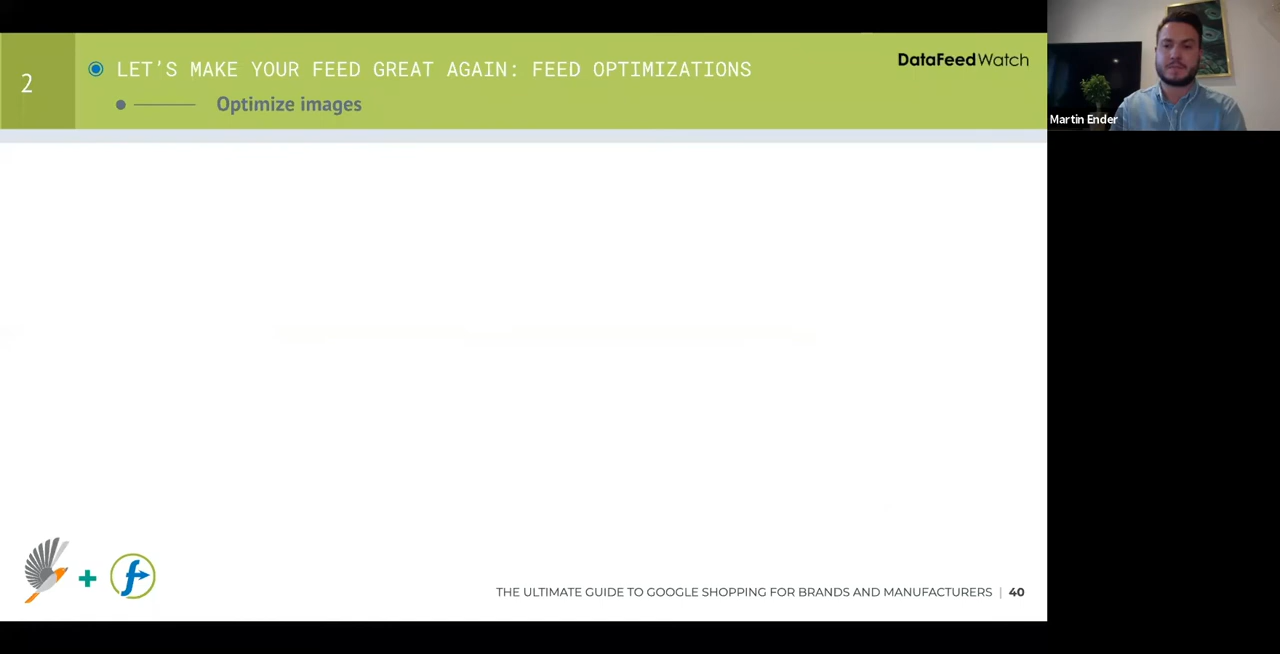 2
LET'S MAKE YOUR FEED GREAT AGAIN: FEED OPTIMIZATIONS
Optimize images
DataFeedWatch
Martin Ender
THE ULTIMATE GUIDE TO GOOGLE SHOPPING FOR BRANDS AND MANUFACTURERS | 40